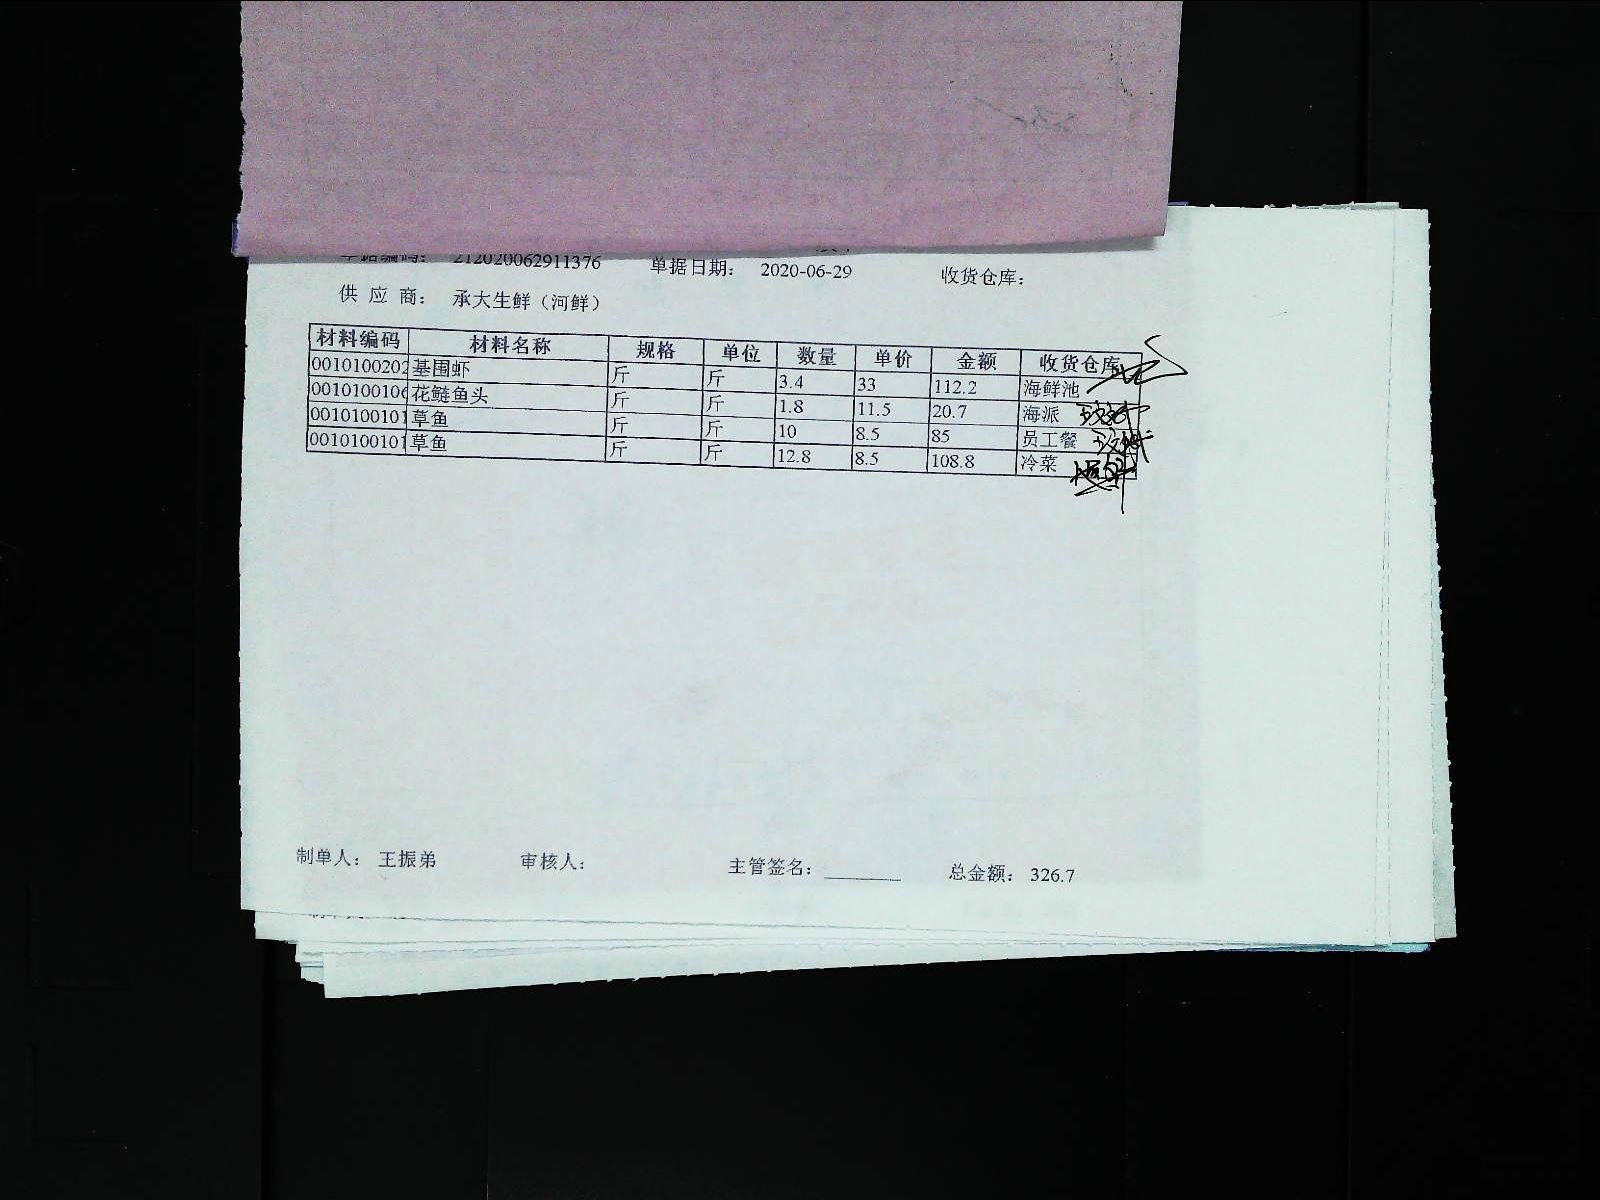 单据编码： 212020062911376 单据日期： 2020-06-29 收货仓库：
供 应 商： 承大生鲜（河鲜）
材料编码 材料名称 规格 单位 数量 单价 金额 收货仓库
0010100202 基围虾 斤 斤 3.4 33 112.2 海鲜池
0010100106 花鲢鱼头 斤 斤 1.8 11.5 20.7 海派
0010100101 草鱼 斤 斤 10 8.5 85 员工餐
0010100101 草鱼 斤 斤 12.8 8.5 108.8 冷菜
制单人： 王振弟 审核人： 主管签名： 总金额： 326.7